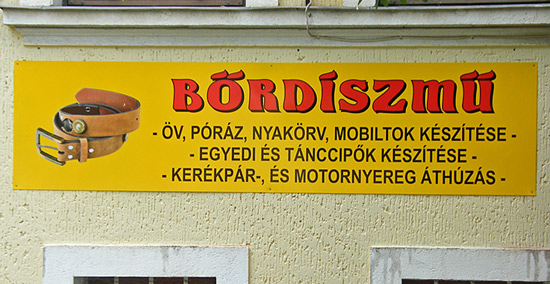 BŐRDÍSZMŰ
- ÖV, PÓRÁZ, NYAKÖRV, MOBILTOK KÉSZÍTÉSE -
- EGYEDI ÉS TÁNCCIPŐK KÉSZÍTÉSE -
- KERÉKPÁR-, ÉS MOTORNYEREG ÁTHÚZÁS -